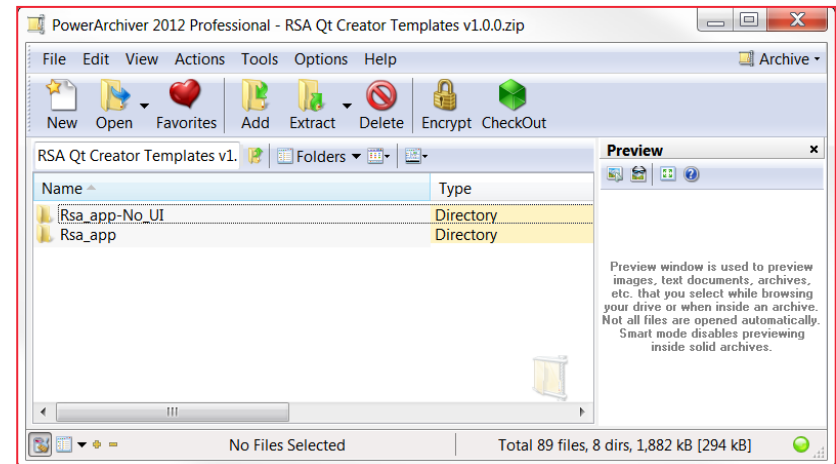 PowerArchiver 2012 Professional - RSA Qt Creator Templates v1.0.0.zip
File Edit View Actions Tools Options Help Archive
New Open Favorites Add Extract Delete Encrypt CheckOut
RSA Qt Creator Templates v1. Folders
Name Type
Rsa_app-No_UI Directory
Rsa_app Directory
Preview
Preview window is used to preview
images, text documents, archives,
etc. that you select while browsing
your drive or when inside an archive.
Not all files are opened automatically.
Smart mode disables previewing
inside solid archives.
No Files Selected Total 89 files, 8 dirs, 1,882 kB [294 kB]